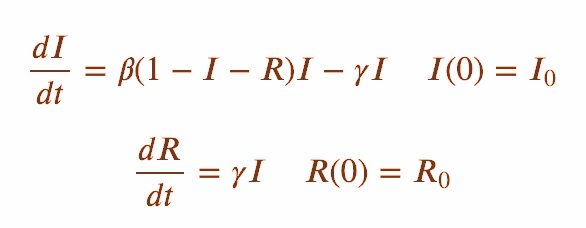 dI/dt = β(1 − I − R)I − γI    I(0) = I₀
dR/dt = γI    R(0) = R₀